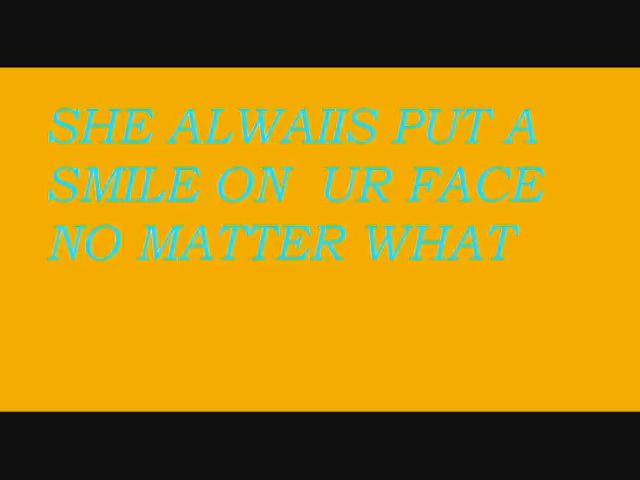 SHE ALWAIIS PUT A
SMILE ON  UR FACE
NO MATTER WHAT